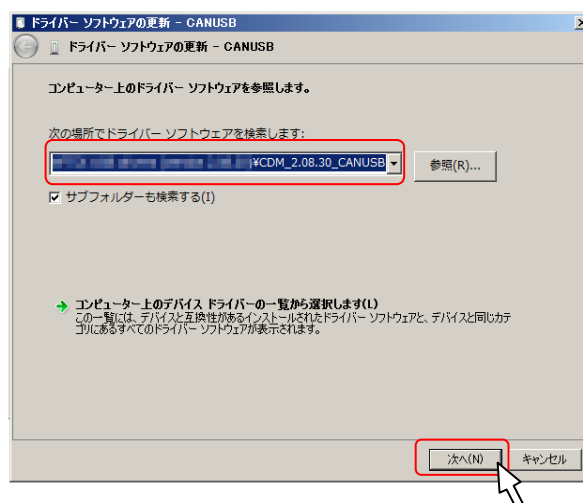 ドライバー ソフトウェアの更新 - CANUSB
ドライバー ソフトウェアの更新 - CANUSB
コンピューター上のドライバー ソフトウェアを参照します。
次の場所でドライバー ソフトウェアを検索します:
¥CDM_2.08.30_CANUSB
参照(R)...
サブフォルダーも検索する(I)
コンピューター上のデバイス ドライバーの一覧から選択します(L)
この一覧には、デバイスと互換性があるインストールされたドライバー ソフトウェアと、デバイスと同じカテ
ゴリにあるすべてのドライバー ソフトウェアが表示されます。
次へ(N)
キャンセル